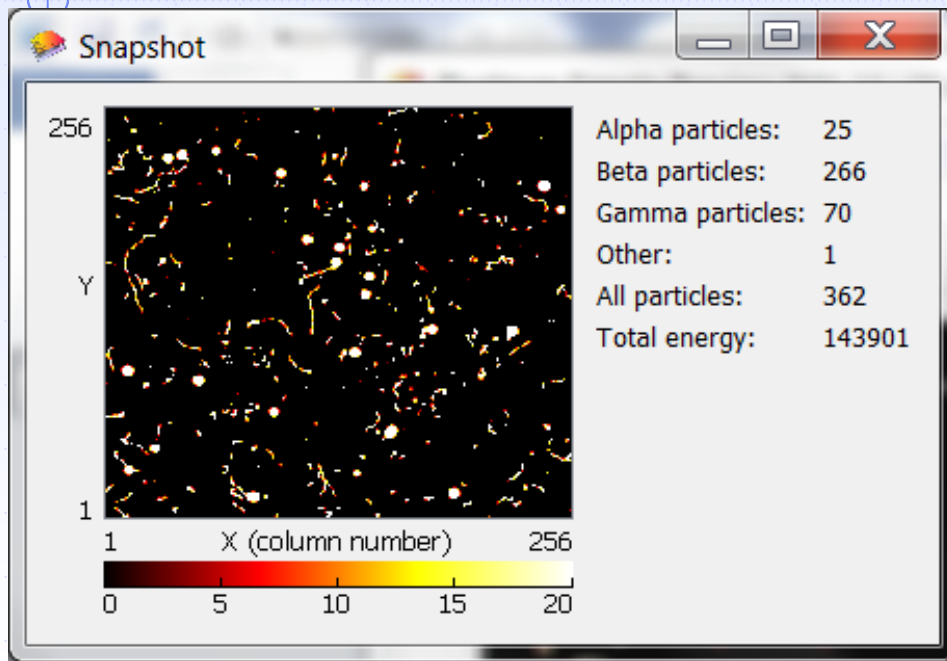 Snapshot
256
Y
1
1 X (column number) 256
0 5 10 15 20
Alpha particles: 25
Beta particles: 266
Gamma particles: 70
Other: 1
All particles: 362
Total energy: 143901